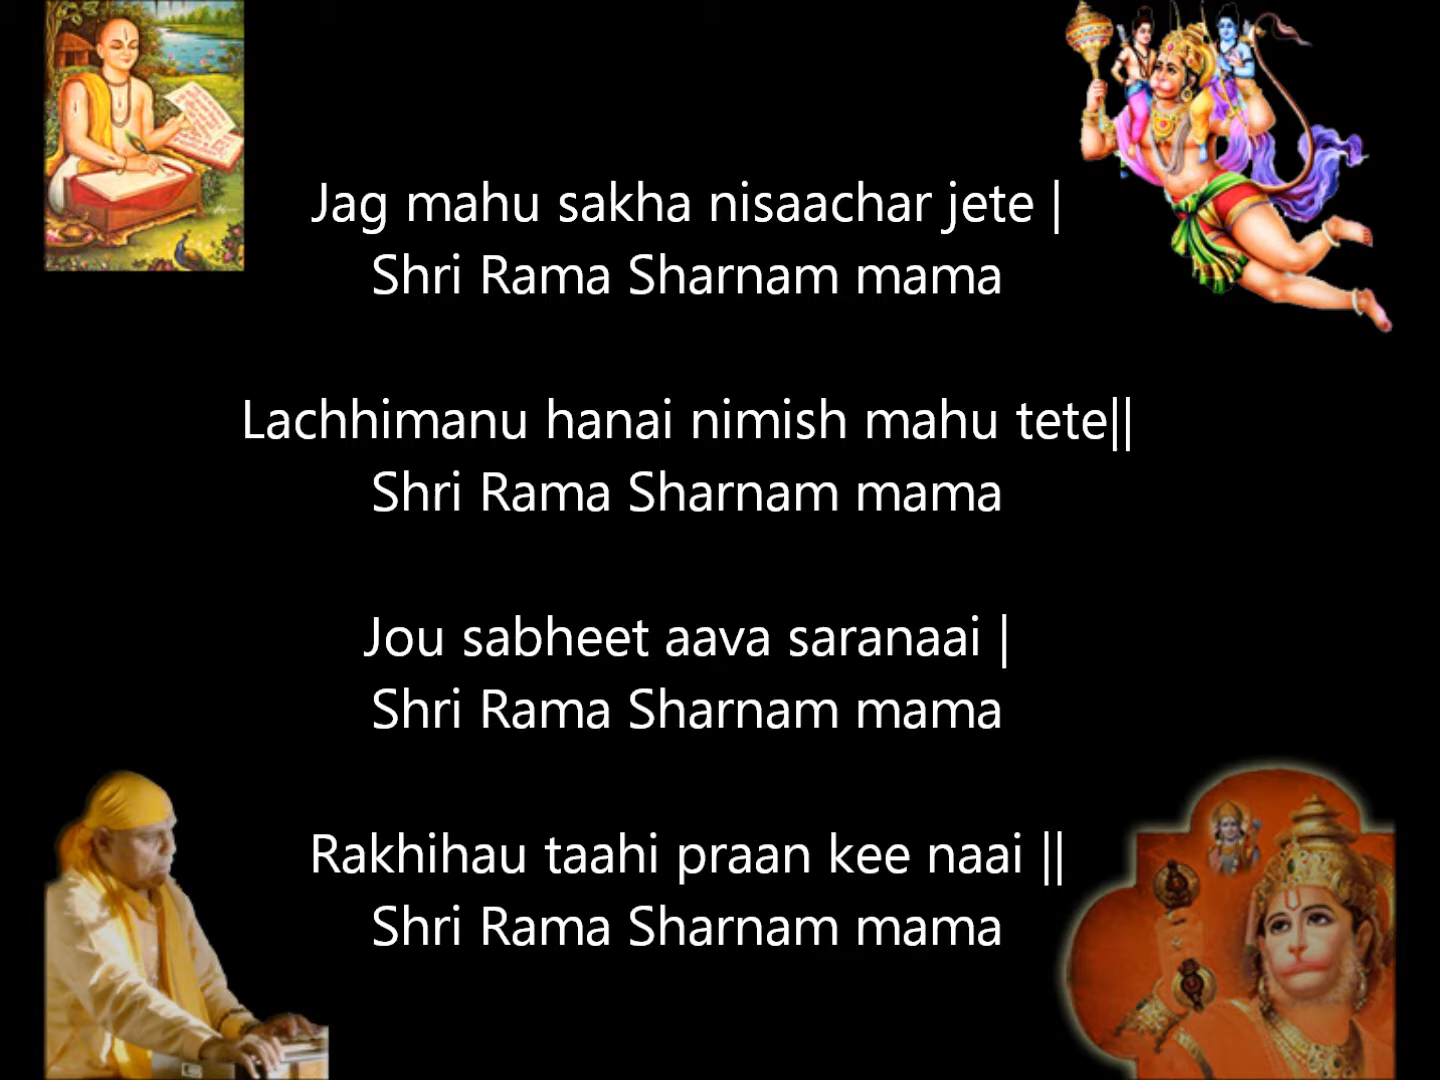 Jag mahu sakha nisaachar jete |
Shri Rama Sharnam mama
Lachhimanu hanai nimish mahu tete||
Shri Rama Sharnam mama
Jou sabheet aava saranaai |
Shri Rama Sharnam mama
Rakhihau taahi praan kee naai ||
Shri Rama Sharnam mama